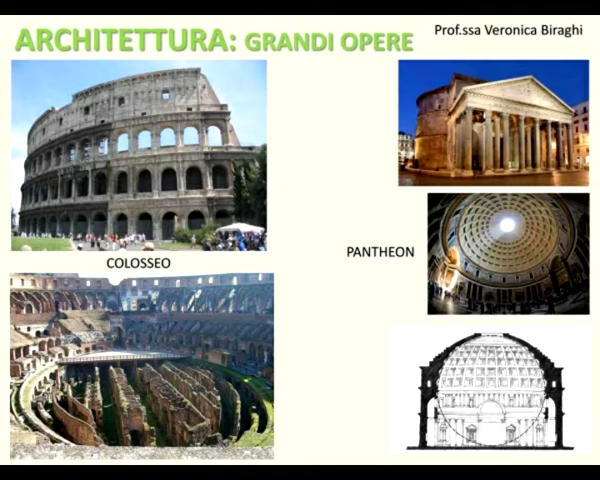 ARCHITETTURA: GRANDI OPERE
Prof.ssa Veronica Biraghi
COLOSSEO
PANTHEON